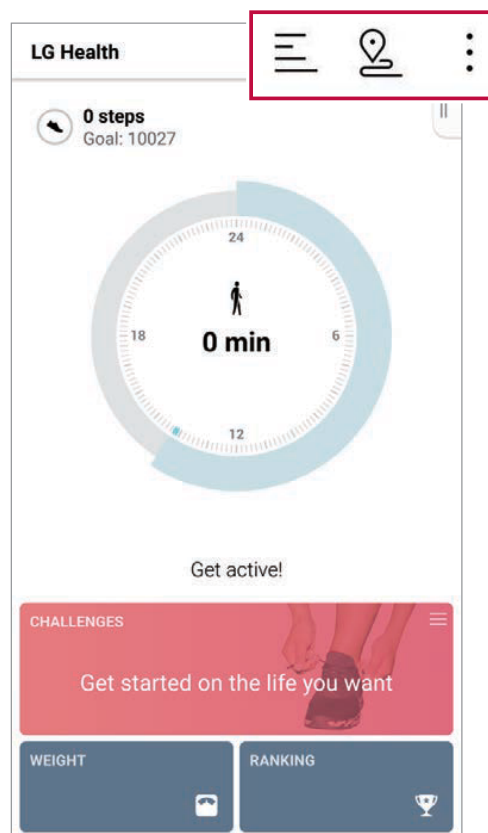 LG Health
0 steps
Goal: 10027
24
18
0 min
6
12
Get active!
CHALLENGES
Get started on the life you want
WEIGHT
RANKING